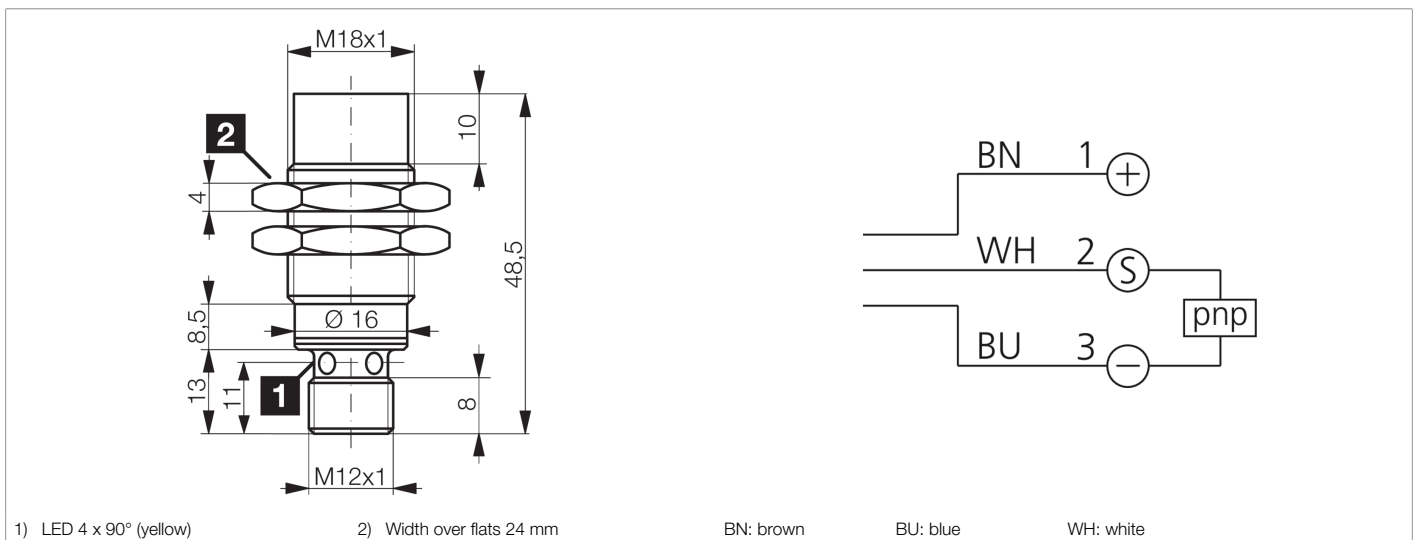 M18x1
2
10
4
48,5
8,5
Ø 16
13
11
1
8
M12x1
BN 1
+
WH 2
S
pnp
BU 3
−
1) LED 4 x 90° (yellow)
2) Width over flats 24 mm
BN: brown
BU: blue
WH: white